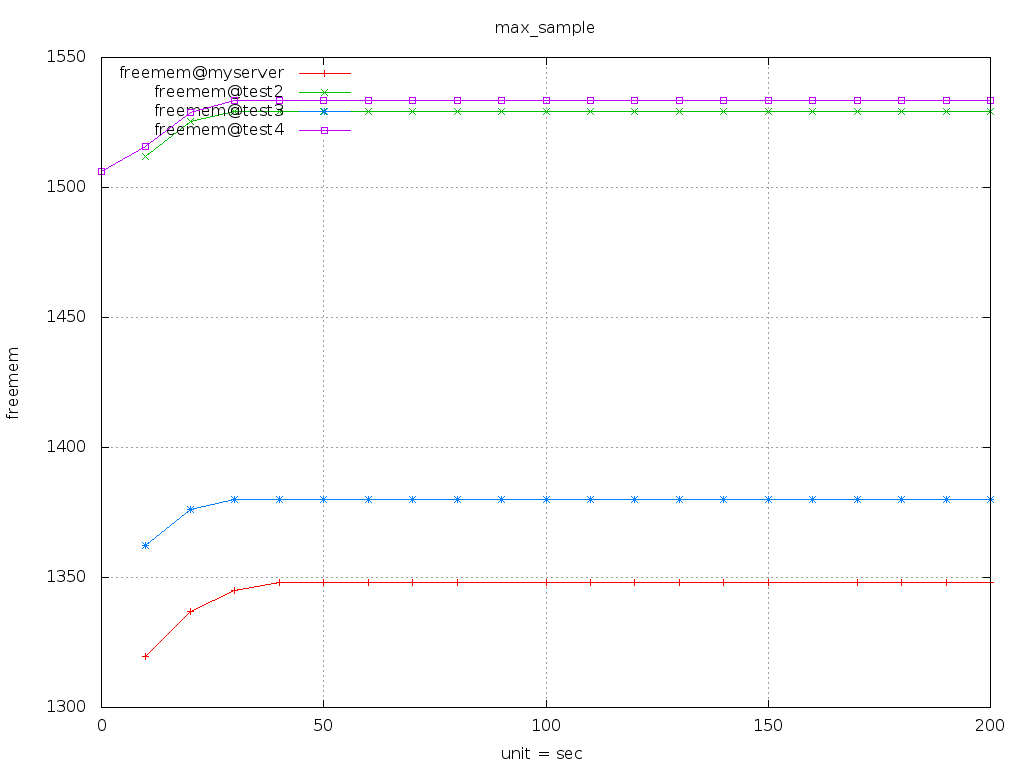 max_sample
1550
freemem@myserver
freemem@test2
freemem@test3
freemem@test4
1500
1450
freemem
1400
1350
1300
0 50 100 150 200
unit = sec